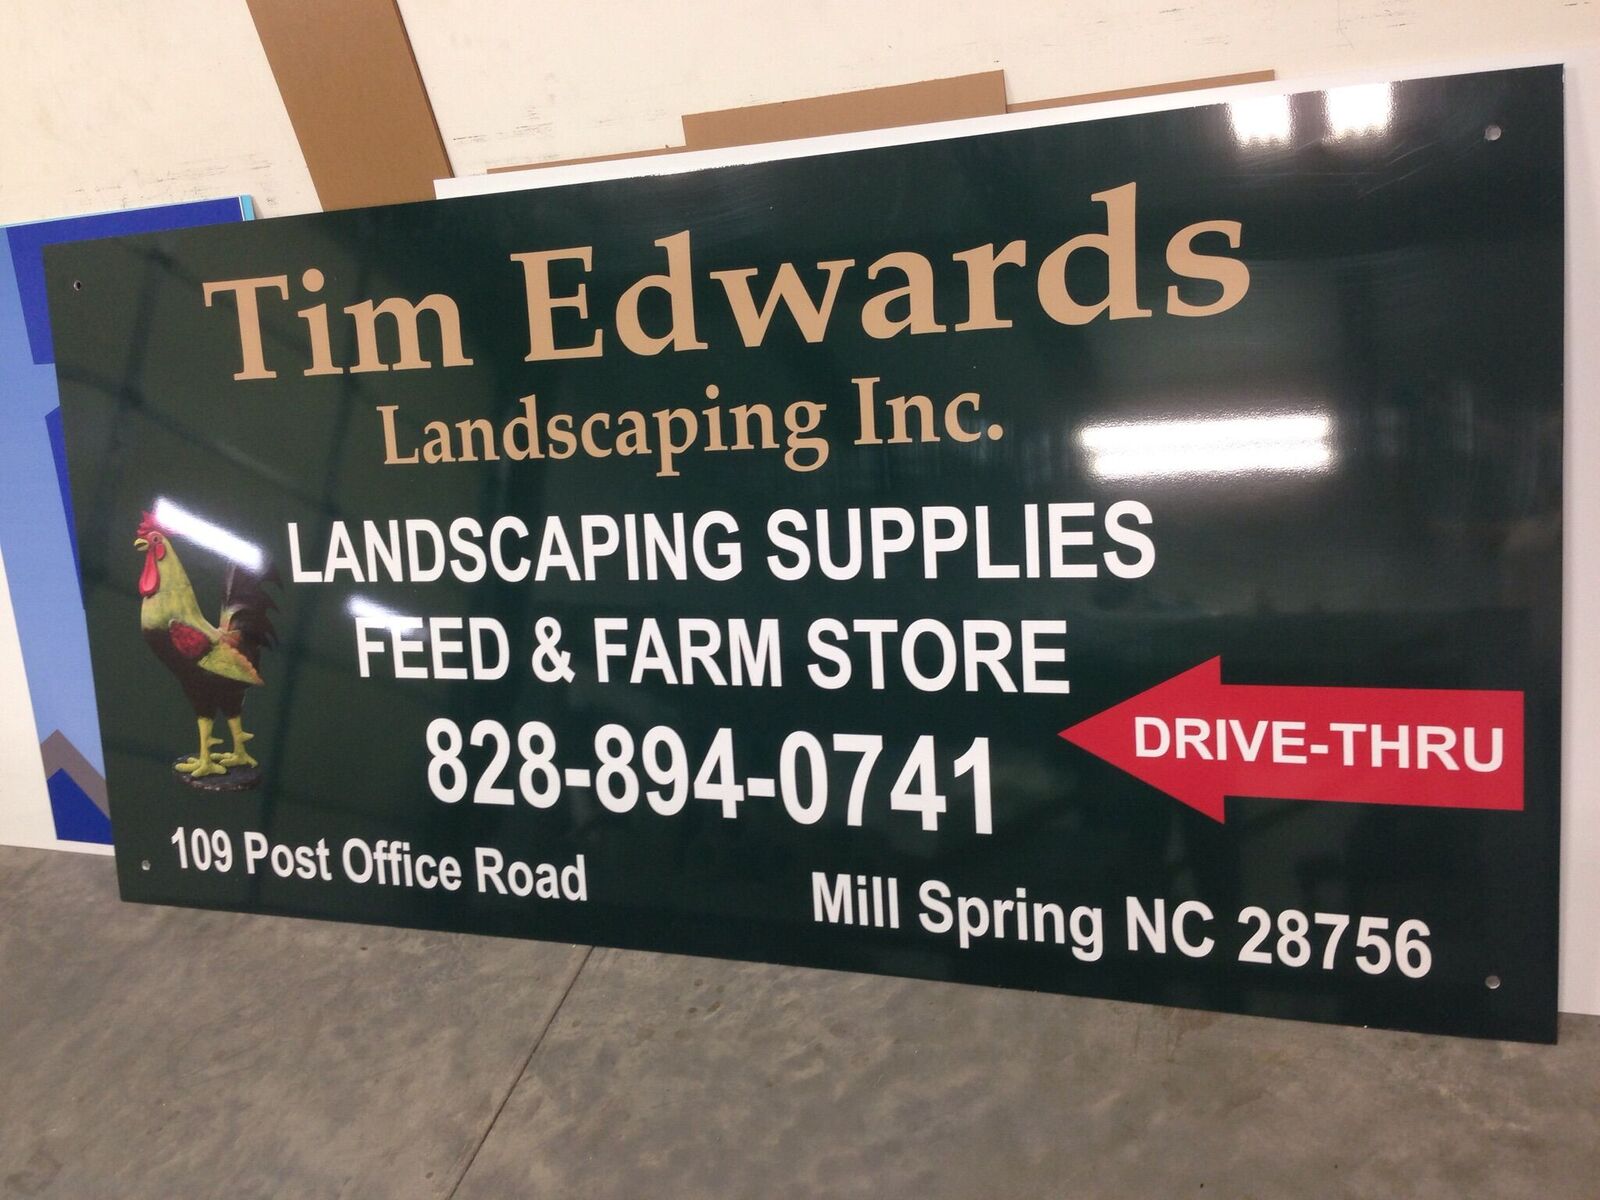 Tim Edwards
Landscaping Inc.
LANDSCAPING SUPPLIES
FEED & FARM STORE
828-894-0741
DRIVE-THRU
109 Post Office Road
Mill Spring NC 28756